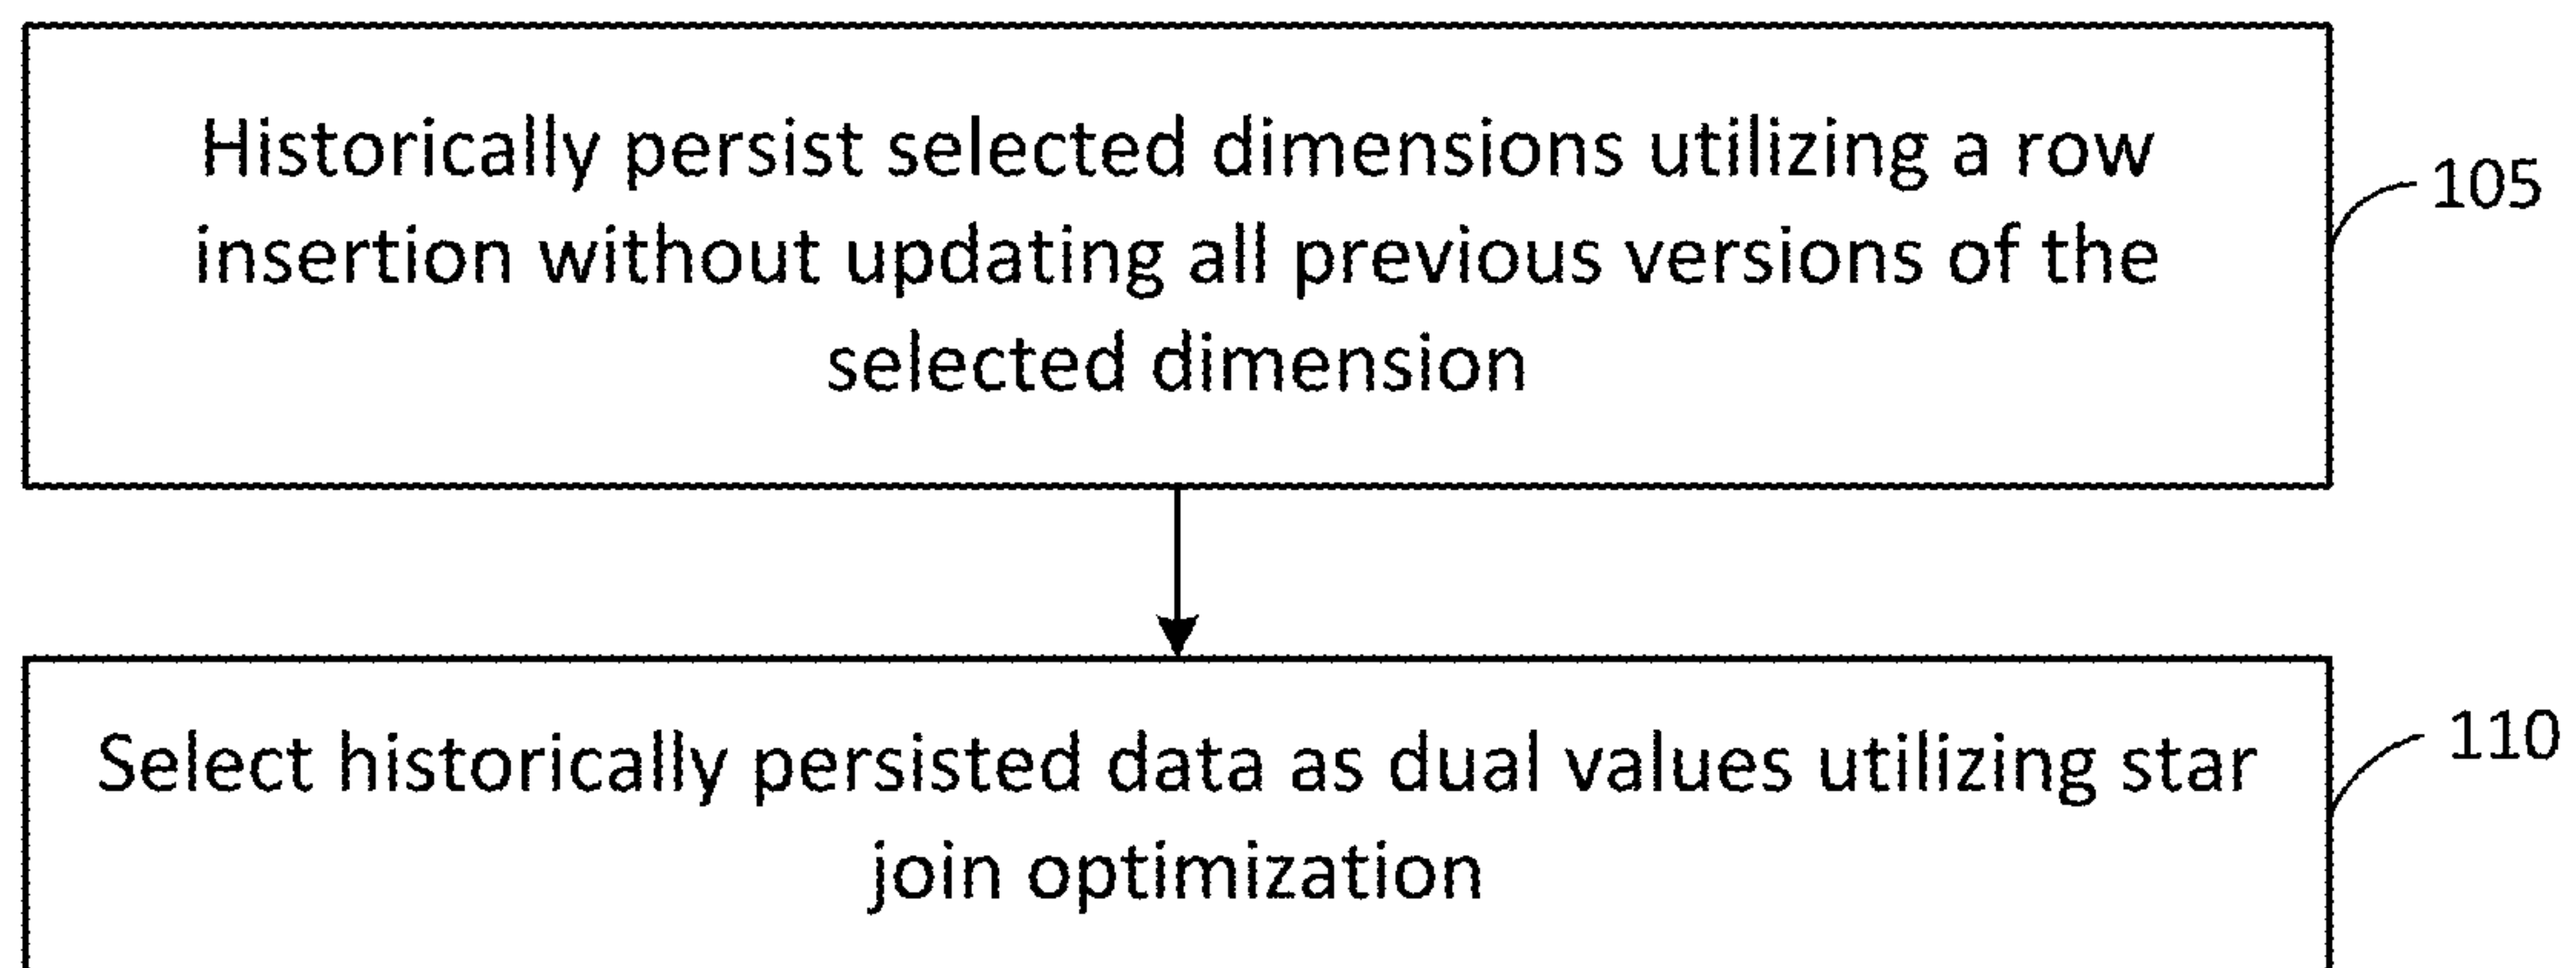 Historically persist selected dimensions utilizing a row
insertion without updating all previous versions of the
selected dimension
105
Select historically persisted data as dual values utilizing star
join optimization
110